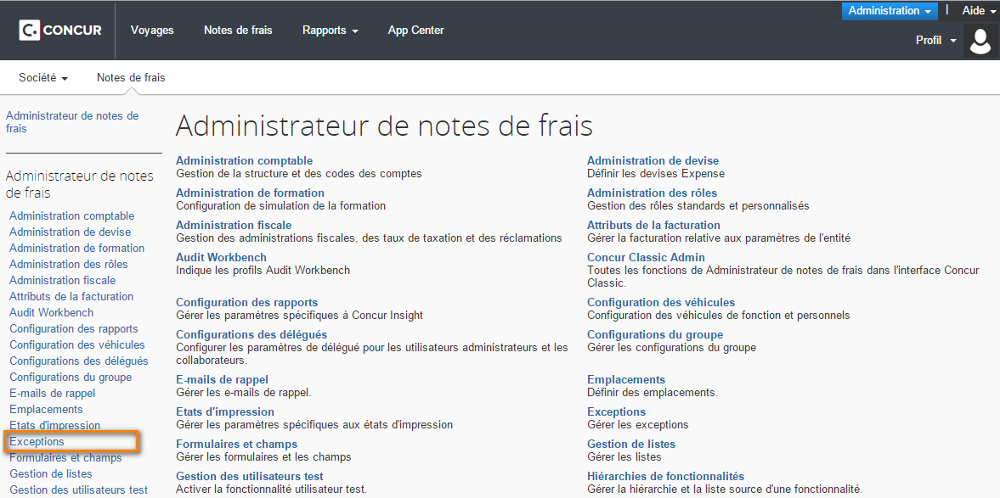 Administration
Aide
C. CONCUR
Voyages
Notes de frais
Rapports
App Center
Profil
Société
Notes de frais
Administrateur de notes de
frais
Administrateur de notes
de frais
Administration comptable
Administration de devise
Administration de formation
Administration des rôles
Administration fiscale
Attributs de la facturation
Audit Workbench
Configuration des rapports
Configuration des véhicules
Configurations des délégués
Configurations du groupe
E-mails de rappel
Emplacements
Etats d'impression
Exceptions
Formulaires et champs
Gestion de listes
Gestion des utilisateurs test
Administrateur de notes de frais
Administration comptable
Gestion de la structure et des codes des comptes
Administration de devise
Définir les devises Expense
Administration de formation
Configuration de simulation de la formation
Administration des rôles
Gestion des rôles standards et personnalisés
Administration fiscale
Gestion des administrations fiscales, des taux de taxation et des réclamations
Attributs de la facturation
Gérer la facturation relative aux paramètres de l'entité
Audit Workbench
Indique les profils Audit Workbench
Concur Classic Admin
Toutes les fonctions de Administrateur de notes de frais dans l'interface Concur
Classic.
Configuration des rapports
Gérer les paramètres spécifiques à Concur Insight
Configuration des véhicules
Configuration des véhicules de fonction et personnels
Configurations des délégués
Configurer les paramètres de délégué pour les utilisateurs administrateurs et les
collaborateurs.
Configurations du groupe
Gérer les configurations du groupe
E-mails de rappel
Gérer les e-mails de rappel.
Emplacements
Définir des emplacements.
Etats d'impression
Gérer les paramètres spécifiques aux états d'impression
Exceptions
Gérer les exceptions
Formulaires et champs
Gérer les formulaires et les champs
Gestion de listes
Gérer les listes
Gestion des utilisateurs test
Activer la fonctionnalité utilisateur test.
Hiérarchies de fonctionnalités
Gérer la hiérarchie et la liste source d'une fonctionnalité.